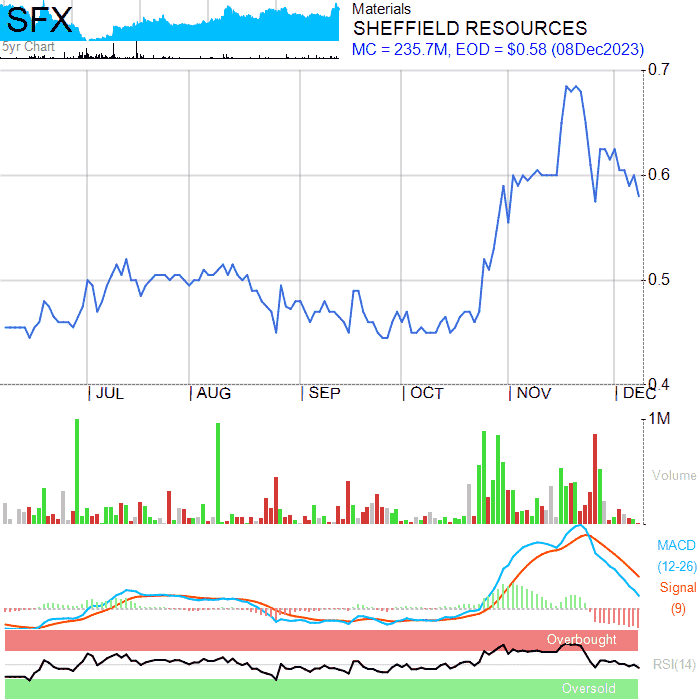 SFX
5yr Chart
Materials
SHEFFIELD RESOURCES
MC = 235.7M, EOD = $0.58 (08Dec2023)
0.7
0.6
0.5
0.4
JUL AUG SEP OCT NOV DEC
1M
Volume
MACD
(12-26)
Signal
(9)
Overbought
RSI(14)
Oversold